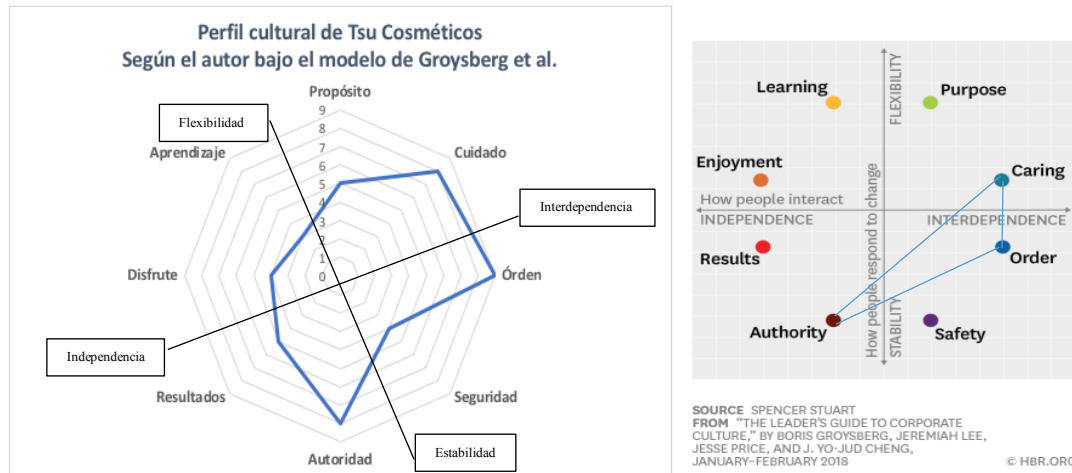 Perfil cultural de Tsu Cosméticos
Según el autor bajo el modelo de Groysberg et al.
Propósito
9
8
7
6
5
4
3
2
1
0
Cuidado
Órden
Seguridad
Autoridad
Resultados
Disfrute
Aprendizaje
Flexibilidad
Interdependencia
Independencia
Estabilidad
Learning
Purpose
Enjoyment
Caring
How people interact
INDEPENDENCE
INTERDEPENDENCE
How people respond to change
FLEXIBILITY
STABILITY
Results
Order
Authority
Safety
SOURCE SPENCER STUART
FROM “THE LEADER’S GUIDE TO CORPORATE
CULTURE,” BY BORIS GROYSBERG, JEREMIAH LEE,
JESSE PRICE, AND J. YO-JUD CHENG,
JANUARY–FEBRUARY 2018
© HBR.ORG